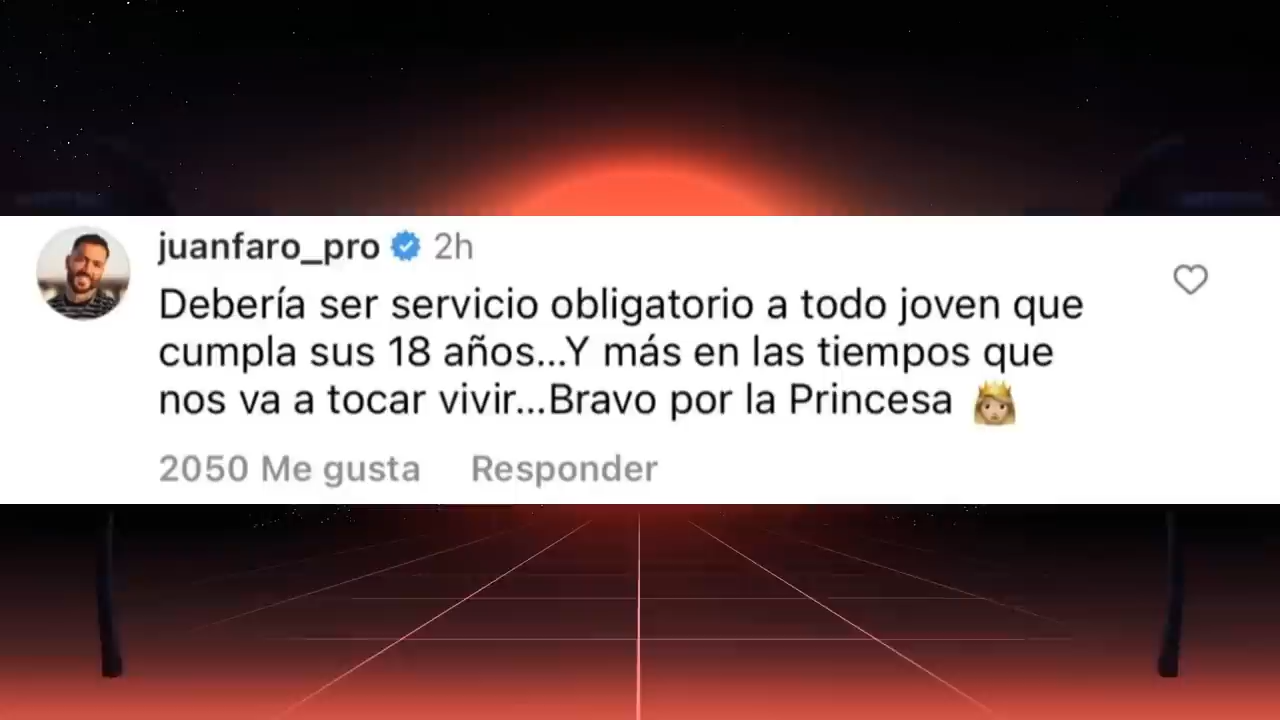 juanfaro_pro 2h
Debería ser servicio obligatorio a todo joven que
cumpla sus 18 años...Y más en las tiempos que
nos va a tocar vivir...Bravo por la Princesa 👸🏼
2050 Me gusta Responder